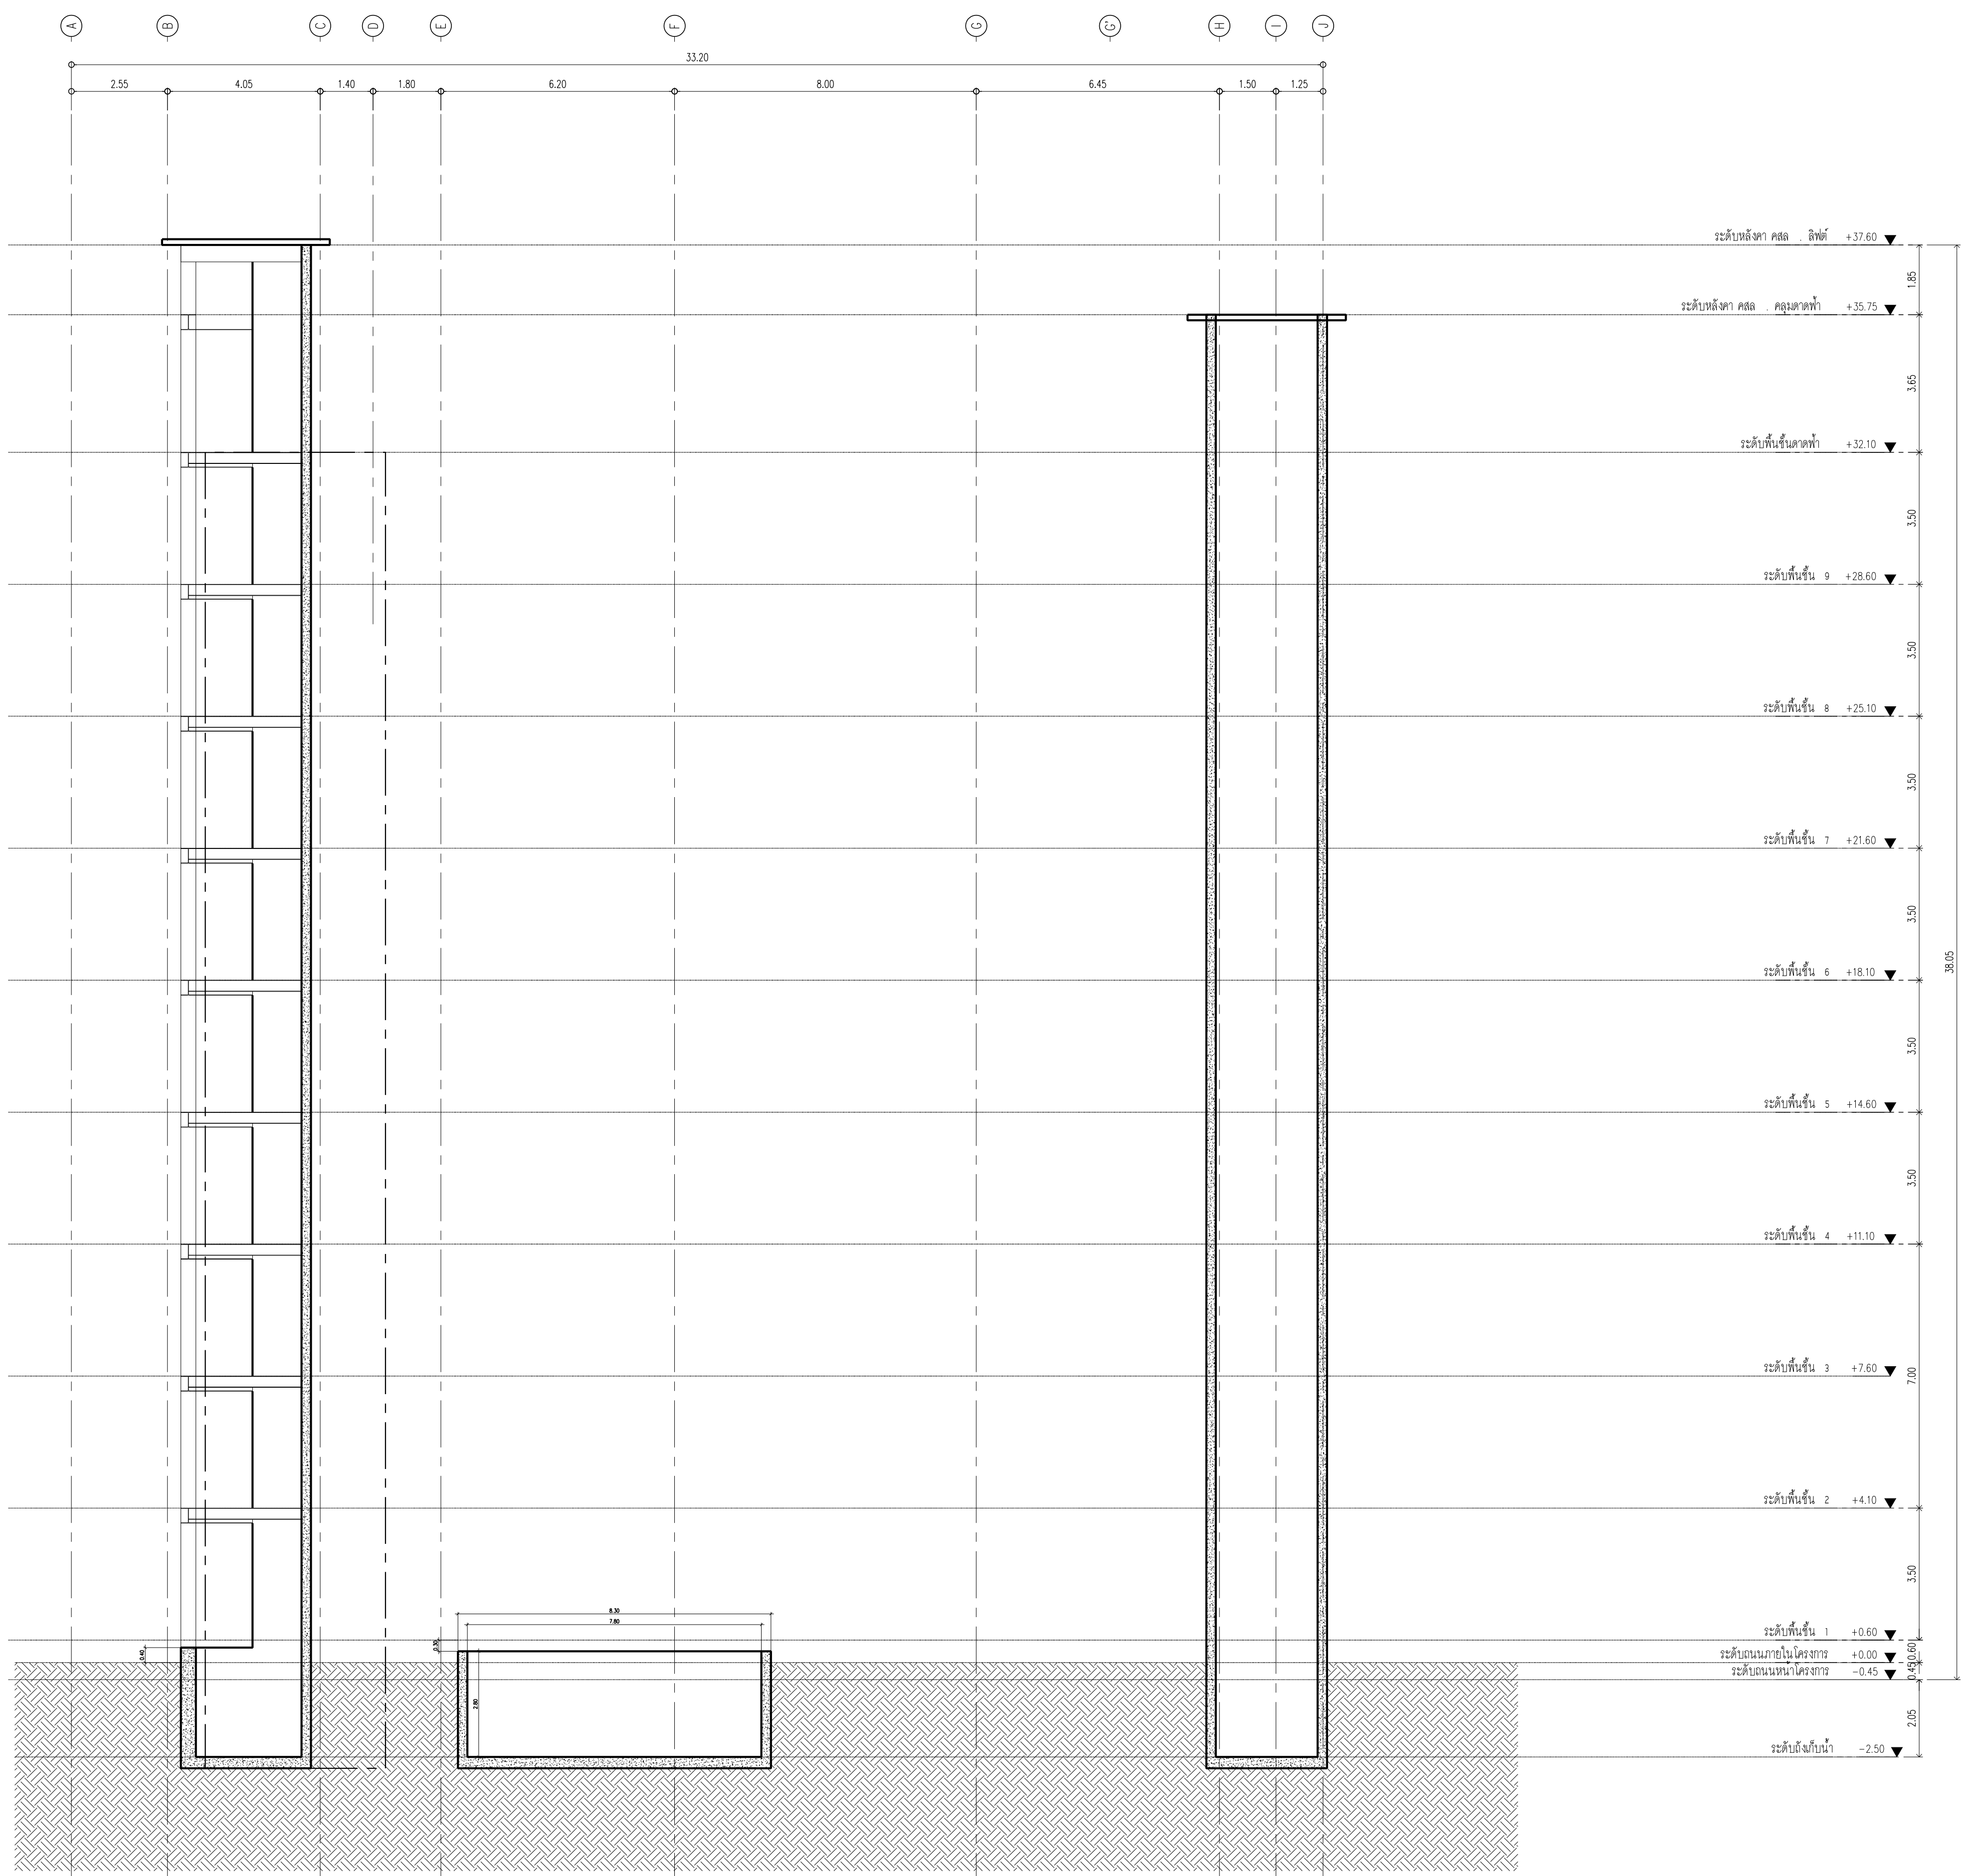 A B C D E F G G' H I J
33.20
2.55 4.05 1.40 1.80 6.20 8.00 6.45 1.50 1.25
ระดับหลังคา คสล . ลิฟต์ +37.60
1.85
ระดับหลังคา คสล . คลุมดาดฟ้า +35.75
3.65
ระดับพื้นชั้นดาดฟ้า +32.10
3.50
ระดับพื้นชั้น 9 +28.60
3.50
ระดับพื้นชั้น 8 +25.10
3.50
ระดับพื้นชั้น 7 +21.60
3.50
38.05
ระดับพื้นชั้น 6 +18.10
3.50
ระดับพื้นชั้น 5 +14.60
3.50
ระดับพื้นชั้น 4 +11.10
ระดับพื้นชั้น 3 +7.60
7.00
ระดับพื้นชั้น 2 +4.10
3.50
8.30
7.80
ระดับพื้นชั้น 1 +0.60
0.30
0.40
0.60
ระดับถนนภายในโครงการ +0.00
ระดับถนนหน้าโครงการ -0.45
0.45
2.80
2.05
ระดับถังเก็บน้ำ -2.50